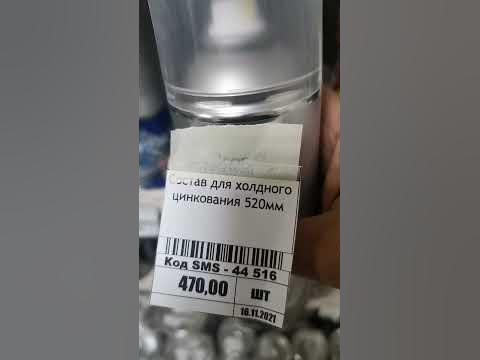 Состав для холдного
цинкования 520мм
Код SMS - 44 516
470,00
шт
16.11.2021